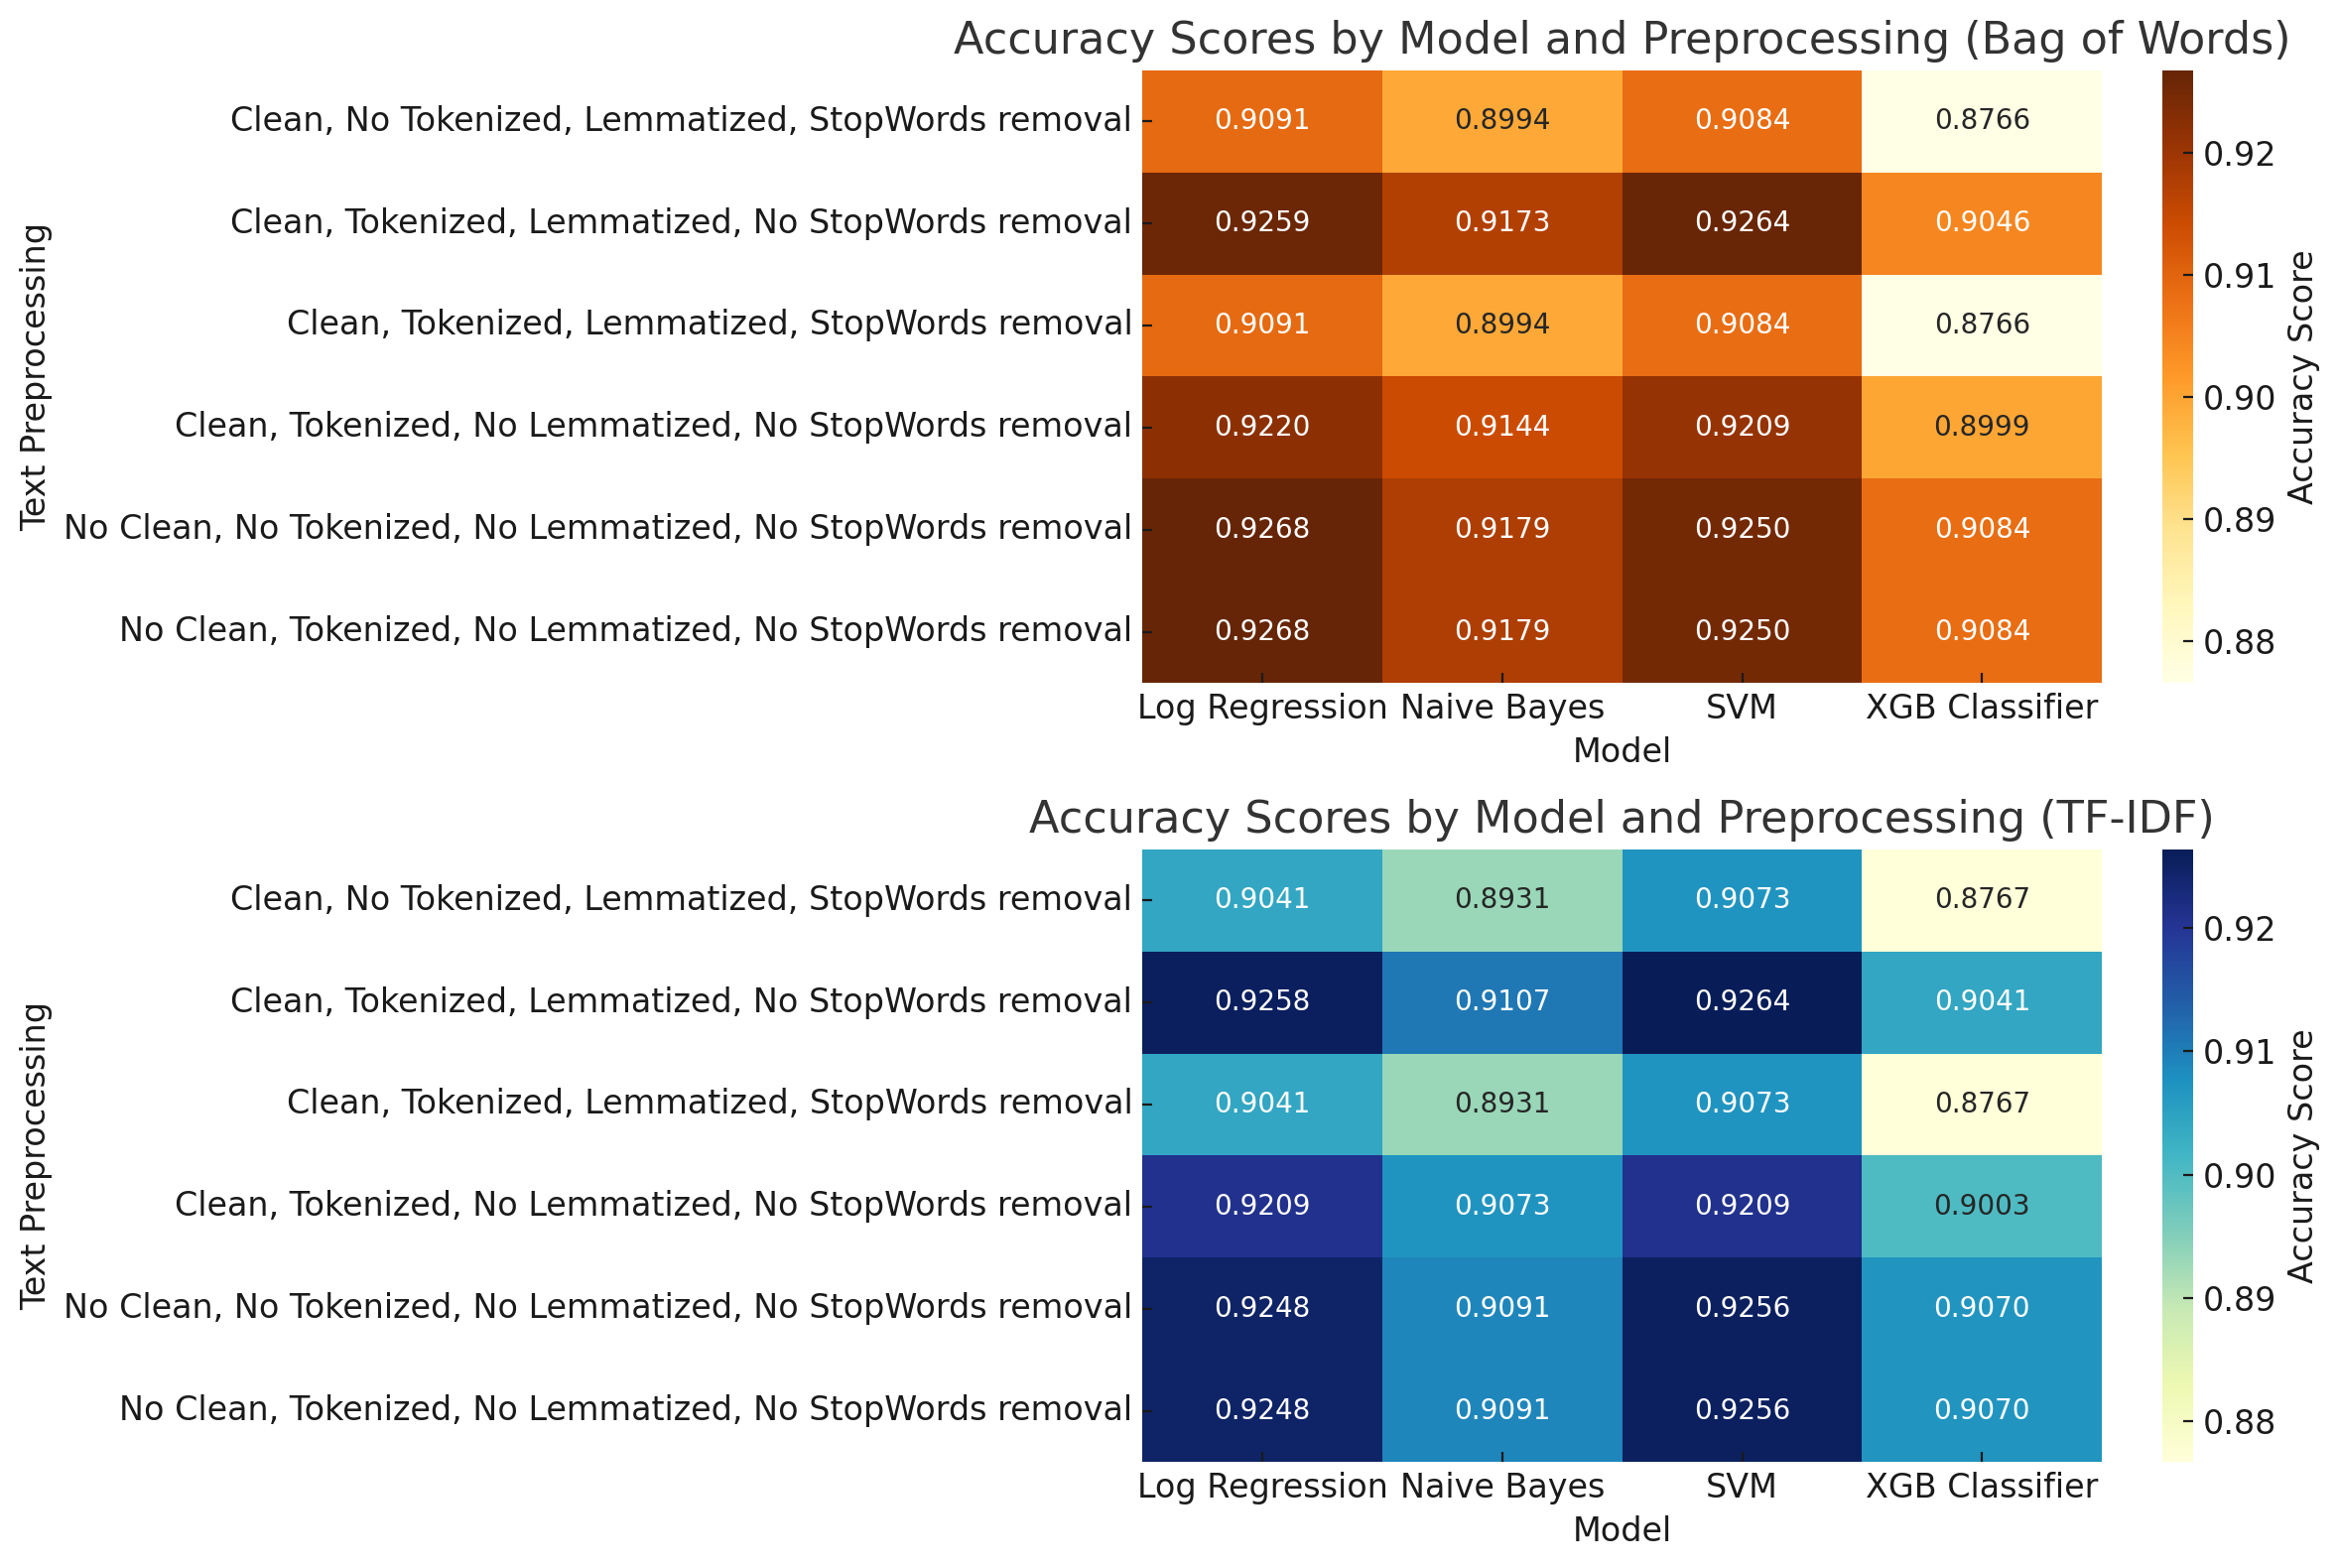 Accuracy Scores by Model and Preprocessing (Bag of Words)
Text Preprocessing
Clean, No Tokenized, Lemmatized, StopWords removal 0.9091 0.8994 0.9084 0.8766
Clean, Tokenized, Lemmatized, No StopWords removal 0.9259 0.9173 0.9264 0.9046
Clean, Tokenized, Lemmatized, StopWords removal 0.9091 0.8994 0.9084 0.8766
Clean, Tokenized, No Lemmatized, No StopWords removal 0.9220 0.9144 0.9209 0.8999
No Clean, No Tokenized, No Lemmatized, No StopWords removal 0.9268 0.9179 0.9250 0.9084
No Clean, Tokenized, No Lemmatized, No StopWords removal 0.9268 0.9179 0.9250 0.9084
Log Regression Naive Bayes SVM XGB Classifier
Model
0.92
0.91
0.90
0.89
0.88
Accuracy Score
Accuracy Scores by Model and Preprocessing (TF-IDF)
Text Preprocessing
Clean, No Tokenized, Lemmatized, StopWords removal 0.9041 0.8931 0.9073 0.8767
Clean, Tokenized, Lemmatized, No StopWords removal 0.9258 0.9107 0.9264 0.9041
Clean, Tokenized, Lemmatized, StopWords removal 0.9041 0.8931 0.9073 0.8767
Clean, Tokenized, No Lemmatized, No StopWords removal 0.9209 0.9073 0.9209 0.9003
No Clean, No Tokenized, No Lemmatized, No StopWords removal 0.9248 0.9091 0.9256 0.9070
No Clean, Tokenized, No Lemmatized, No StopWords removal 0.9248 0.9091 0.9256 0.9070
Log Regression Naive Bayes SVM XGB Classifier
Model
0.92
0.91
0.90
0.89
0.88
Accuracy Score